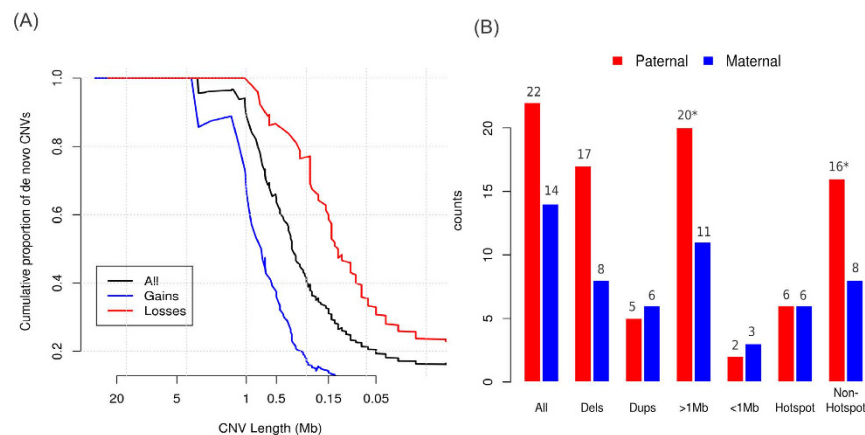 (A)
Cumulative proportion of de novo CNVs
1.0
0.8
0.6
0.4
0.2
All
Gains
Losses
20 5 1 0.5 0.15 0.05
CNV Length (Mb)
(B)
Paternal Maternal
counts
20
15
10
5
0
22 14
17 8
5 6
20* 11
2 3
6 6
16* 8
All Dels Dups >1Mb <1Mb Hotspot Non-
Hotspot